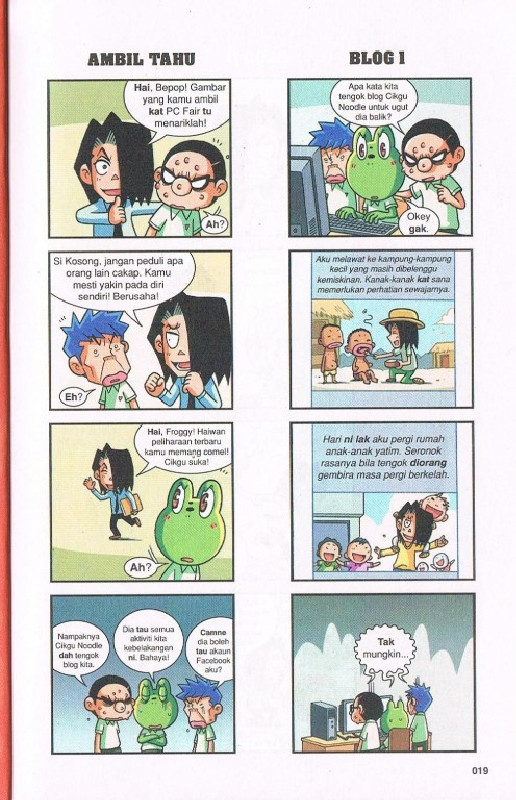 AMBIL TAHU
Hai, Bepop! Gambar
yang kamu ambil
kat PC Fair tu
menariklah!
Ah?
Si Kosong, jangan peduli apa
orang lain cakap. Kamu
mesti yakin pada diri
sendiri! Berusaha!
Eh?
Hai, Froggy! Haiwan
peliharaan terbaru
kamu memang comel!
Cikgu suka!
Ah?
Nampaknya
Cikgu Noodle
dah tengok
blog kita.
Dia tau semua
aktiviti kita
kebelakangan
ni. Bahaya!
Camne
dia boleh
tau akaun
Facebook
aku?
BLOG 1
Apa kata kita
tengok blog Cikgu
Noodle untuk ugut
dia balik?
Okey
gak.
Aku melawat ke kampung-kampung
kecil yang masih dibelenggu
kemiskinan. Kanak-kanak kat sana
memerlukan perhatian sewajarnya.
Hari ni lak aku pergi rumah
anak-anak yatim. Seronok
rasanya bila tengok diorang
gembira masa pergi berkelah.
Tak
mungkin...
019